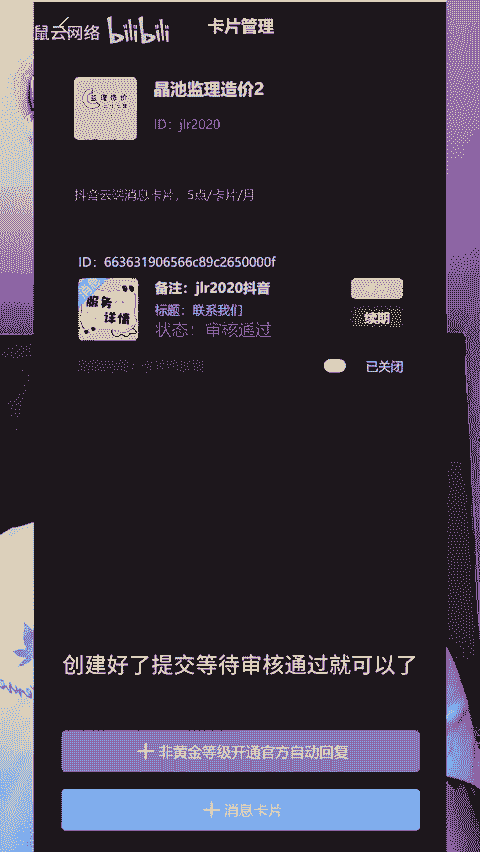 鼠云网络 bilibili
卡片管理
晶池监理造价2
ID：jlr2020
抖音云端消息卡片，5点/卡片/月
ID：663631906566c89c2650000f
服务
详情
备注：jlr2020抖音
标题：联系我们
状态：审核通过
续期
已关闭
创建好了提交等待审核通过就可以了
＋非黄金等级开通官方自动回复
＋消息卡片